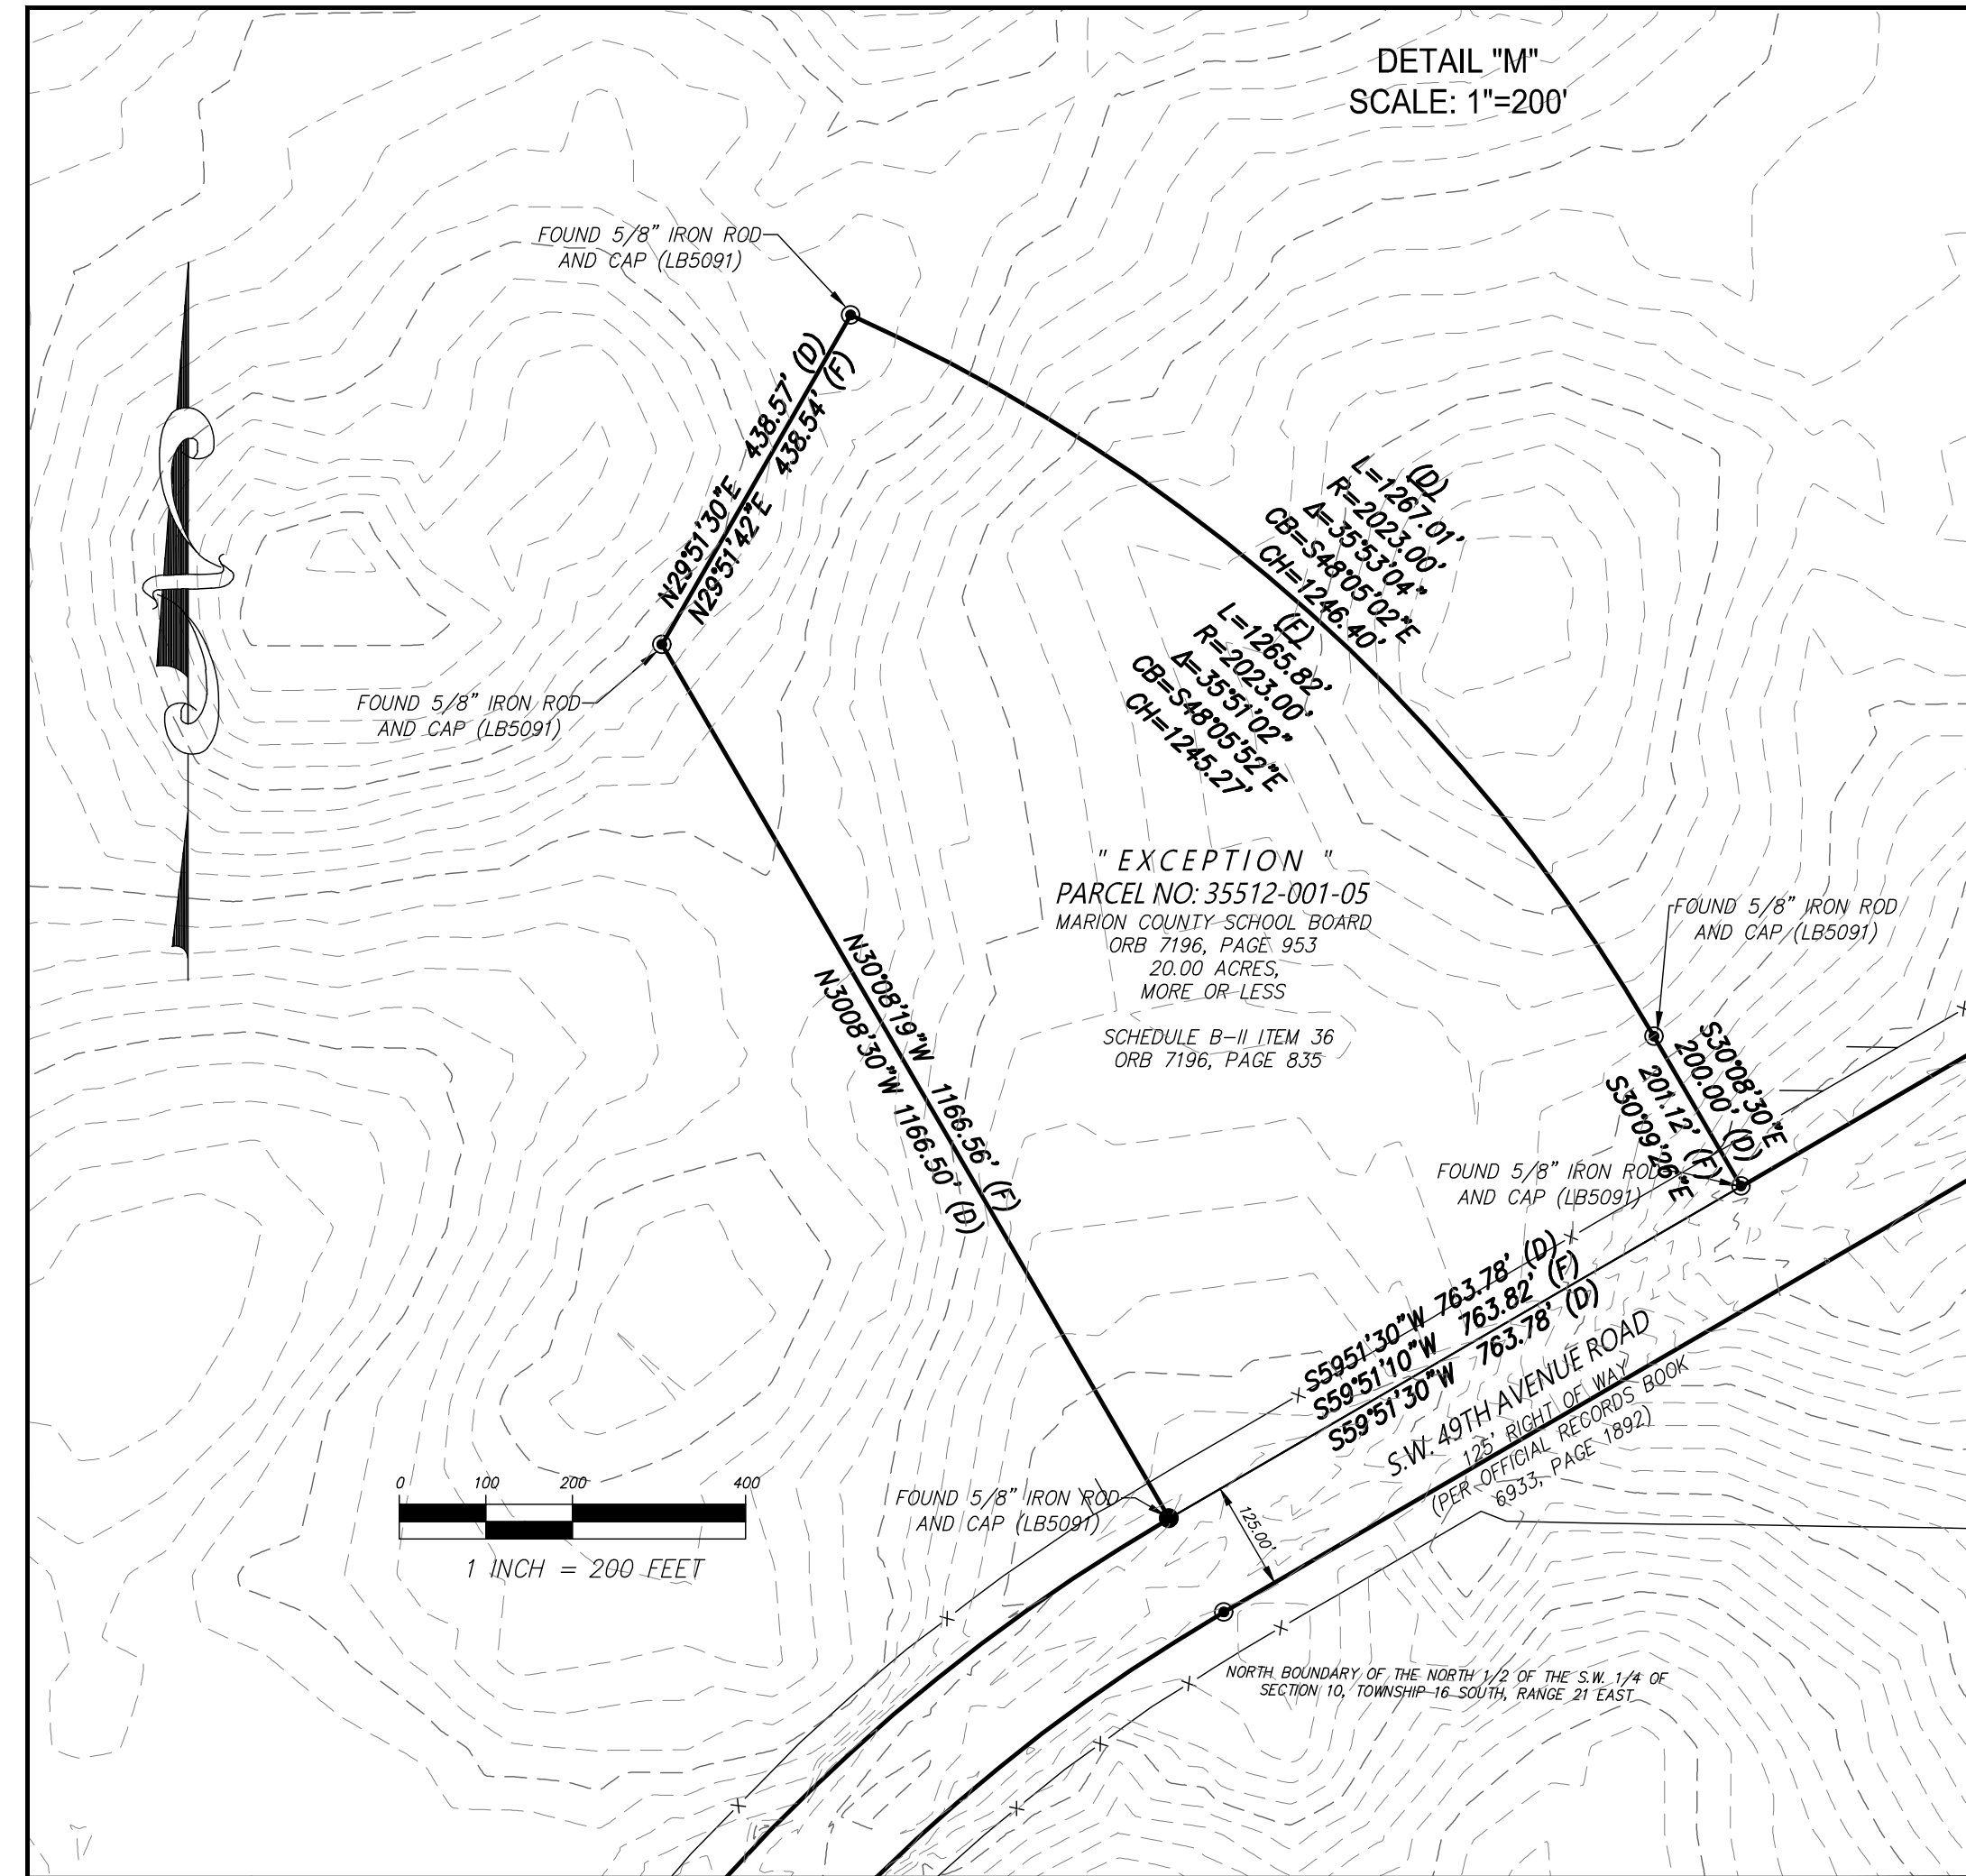 DETAIL "M"
SCALE: 1"=200'
FOUND 5/8" IRON ROD
AND CAP (LB5091)
N29°51'30"E 438.57' (D)
N29°51'42"E 438.54' (F)
FOUND 5/8" IRON ROD
AND CAP (LB5091)
(D)
L=1267.01'
R=2023.00'
Δ=35°53'04"
CB=S48°05'02"E
CH=1246.40'
(F)
L=1265.82'
R=2023.00'
Δ=35°51'02"
CB=S48°05'52"E
CH=1245.27'
" EXCEPTION "
PARCEL NO: 35512-001-05
MARION COUNTY SCHOOL BOARD
ORB 7196, PAGE 953
20.00 ACRES,
MORE OR LESS
SCHEDULE B-II ITEM 36
ORB 7196, PAGE 835
FOUND 5/8" IRON ROD
AND CAP (LB5091)
N30°08'19"W 1166.56' (F)
N3008'30"W 1166.50' (D)
S30°08'30"E
200.00' (D)
201.12' (F)
S30°09'26"E
FOUND 5/8" IRON ROD
AND CAP (LB5091)
S5951'30"W 763.78' (D)
S59°51'10"W 763.82' (F)
S59°51'30"W 763.78' (D)
S.W. 49TH AVENUE ROAD
125' RIGHT OF WAY
(PER OFFICIAL RECORDS BOOK
6933, PAGE 1892)
125.00'
FOUND 5/8" IRON ROD
AND CAP (LB5091)
0 100 200 400
1 INCH = 200 FEET
NORTH BOUNDARY OF THE NORTH 1/2 OF THE S.W. 1/4 OF
SECTION 10, TOWNSHIP 16 SOUTH, RANGE 21 EAST